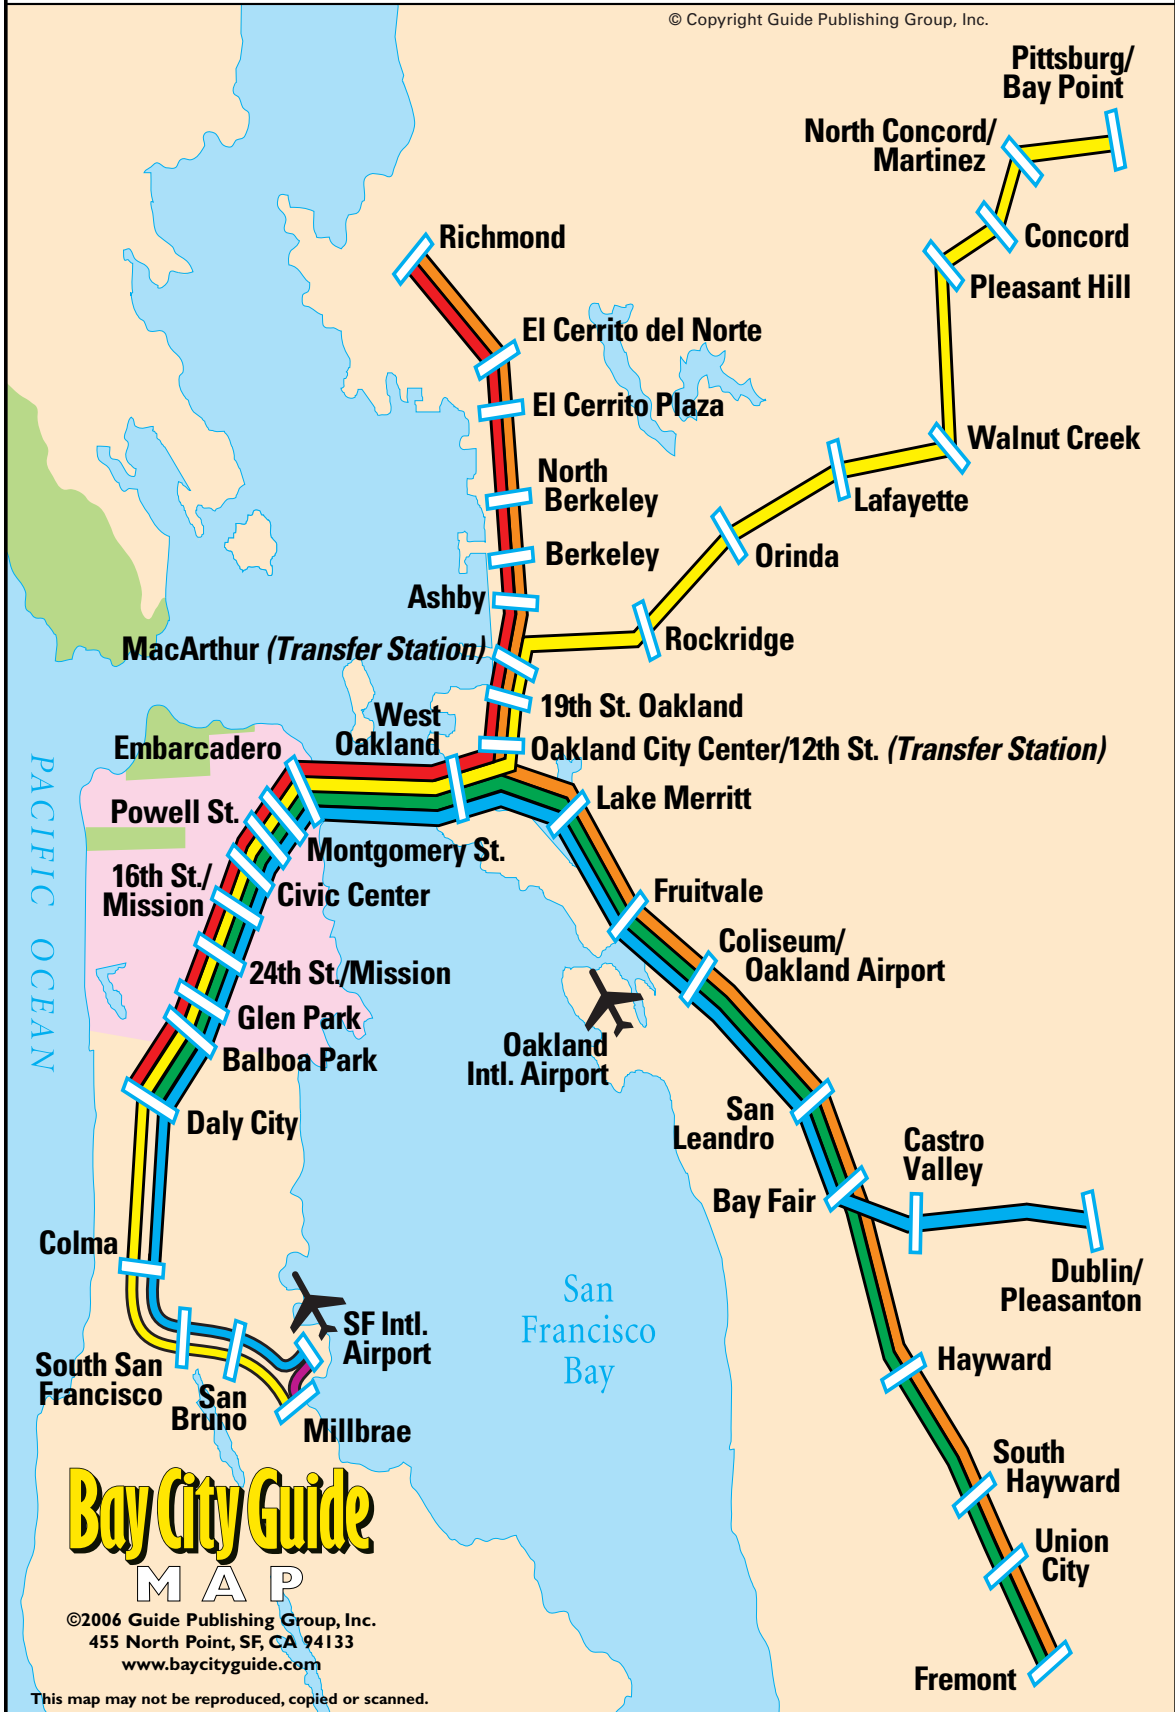 © Copyright Guide Publishing Group, Inc.
Pittsburg/
Bay Point
North Concord/
Martinez
Concord
Pleasant Hill
Richmond
El Cerrito del Norte
El Cerrito Plaza
Walnut Creek
North
Berkeley
Lafayette
Berkeley
Orinda
Ashby
MacArthur (Transfer Station)
Rockridge
19th St. Oakland
West
Oakland
Embarcadero
Oakland City Center/12th St. (Transfer Station)
Lake Merritt
Powell St.
Montgomery St.
16th St./
Mission
Civic Center
Fruitvale
PACIFIC OCEAN
24th St./Mission
Coliseum/
Oakland Airport
Glen Park
Balboa Park
Oakland
Intl. Airport
Daly City
San
Leandro
Castro
Valley
Bay Fair
Colma
Dublin/
Pleasanton
San
Francisco
Bay
SF Intl.
Airport
South San
Francisco
San
Bruno
Millbrae
Hayward
South
Hayward
Union
City
Fremont
Bay City Guide
MAP
©2006 Guide Publishing Group, Inc.
455 North Point, SF, CA 94133
www.baycityguide.com
This map may not be reproduced, copied or scanned.